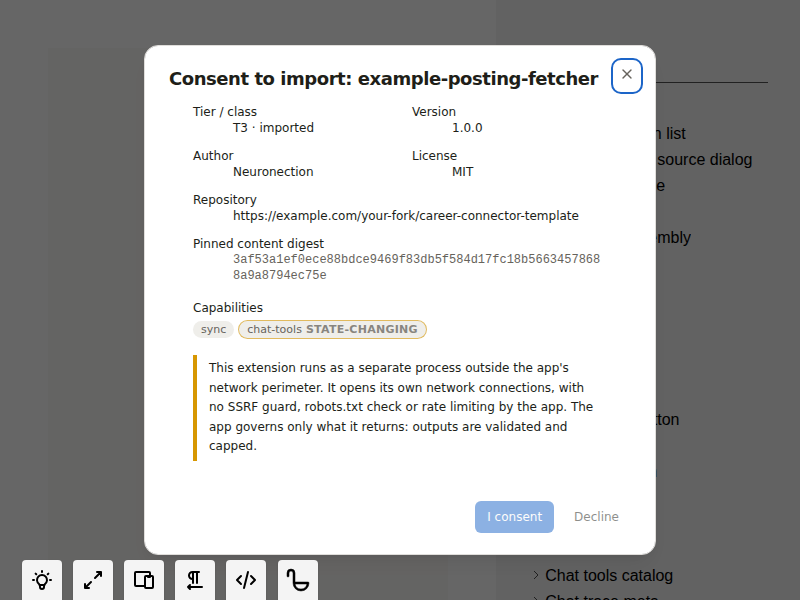 Consent to import: example-posting-fetcher
Tier / class
T3 · imported
Version
1.0.0
Author
Neuronection
License
MIT
Repository
https://example.com/your-fork/career-connector-template
Pinned content digest
3af53a1ef0ece88bdce9469f83db5f584d17fc18b5663457868
8a9a8794ec75e
Capabilities
sync
chat-tools STATE-CHANGING
This extension runs as a separate process outside the app's
network perimeter. It opens its own network connections, with
no SSRF guard, robots.txt check or rate limiting by the app. The
app governs only what it returns: outputs are validated and
capped.
I consent
Decline
list
source dialog
Chat tools catalog